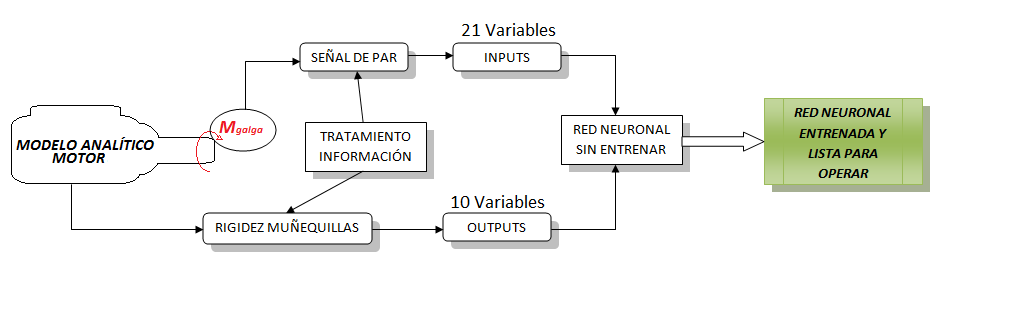 21 Variables
SEÑAL DE PAR
INPUTS
Mgalga
MODELO ANALÍTICO
MOTOR
TRATAMIENTO
INFORMACIÓN
RED NEURONAL
SIN ENTRENAR
RED NEURONAL
ENTRENADA Y
LISTA PARA
OPERAR
10 Variables
RIGIDEZ MUÑEQUILLAS
OUTPUTS